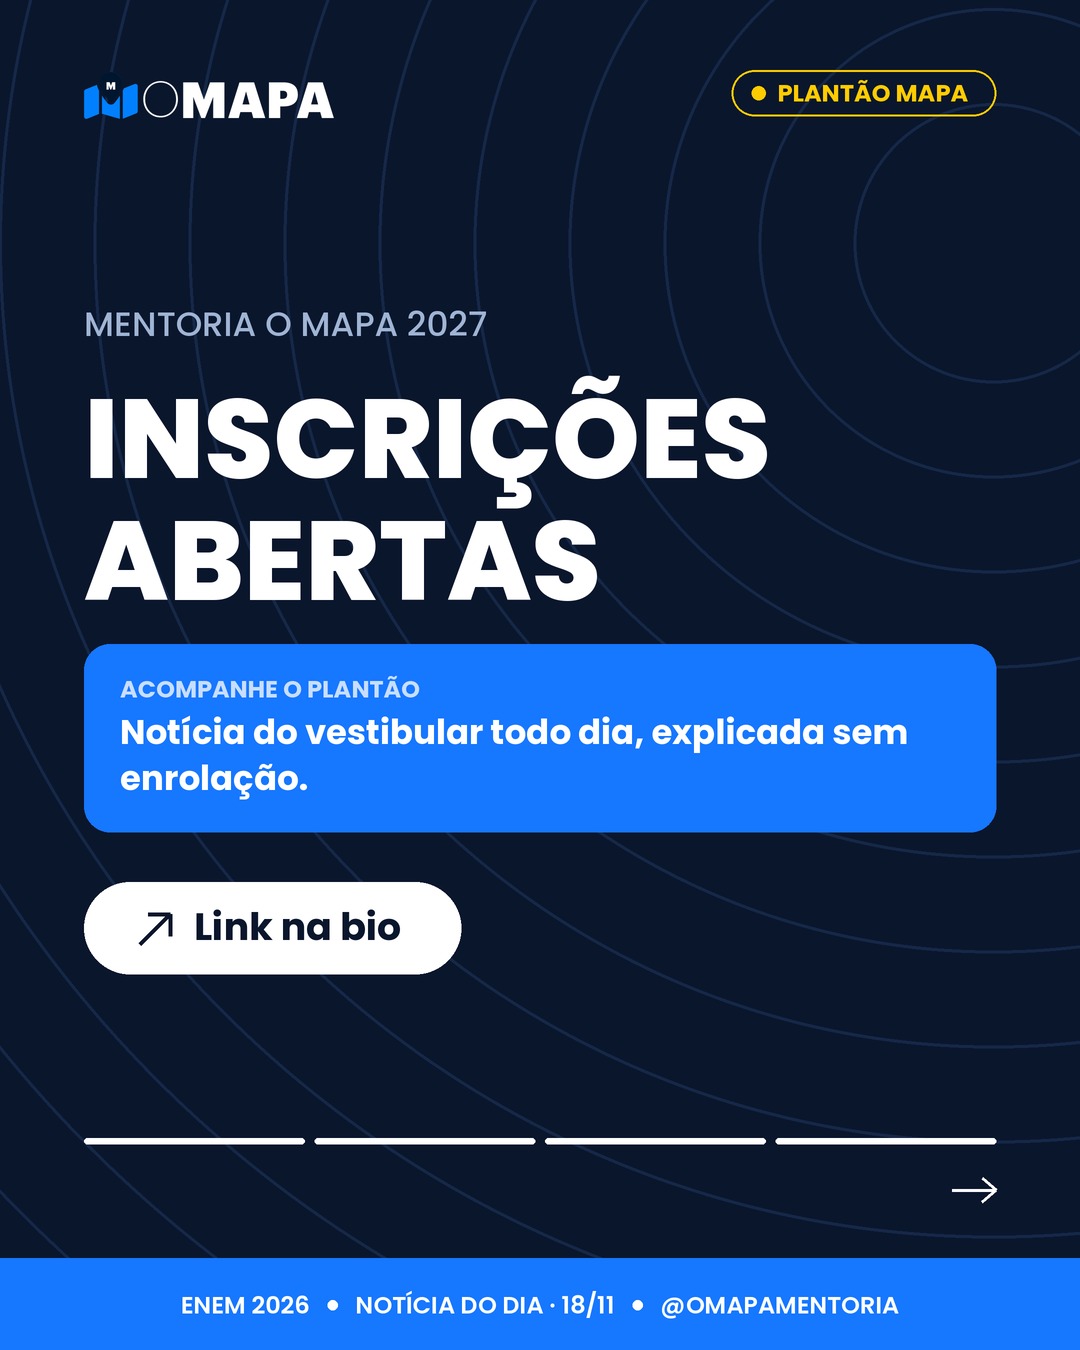 M OMAPA
PLANTÃO MAPA
MENTORIA O MAPA 2027
INSCRIÇÕES
ABERTAS
ACOMPANHE O PLANTÃO
Notícia do vestibular todo dia, explicada sem
enrolação.
Link na bio
ENEM 2026 • NOTÍCIA DO DIA · 18/11 • @OMAPAMENTORIA